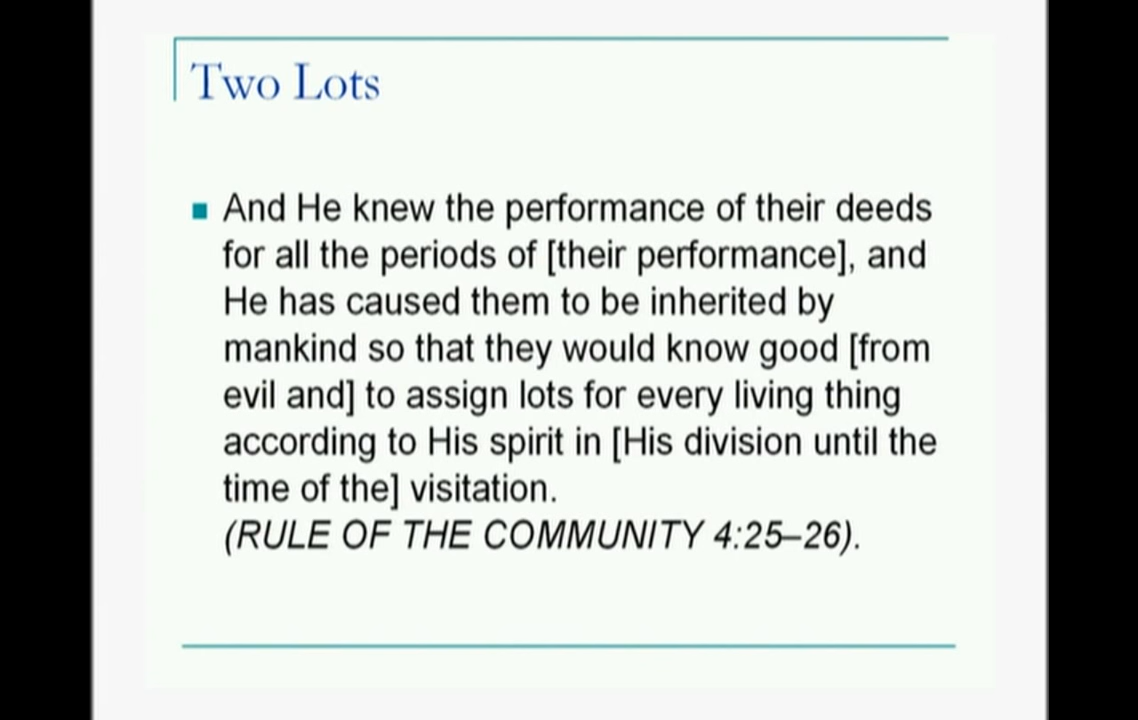 Two Lots
And He knew the performance of their deeds
for all the periods of [their performance], and
He has caused them to be inherited by
mankind so that they would know good [from
evil and] to assign lots for every living thing
according to His spirit in [His division until the
time of the] visitation.
(RULE OF THE COMMUNITY 4:25–26).